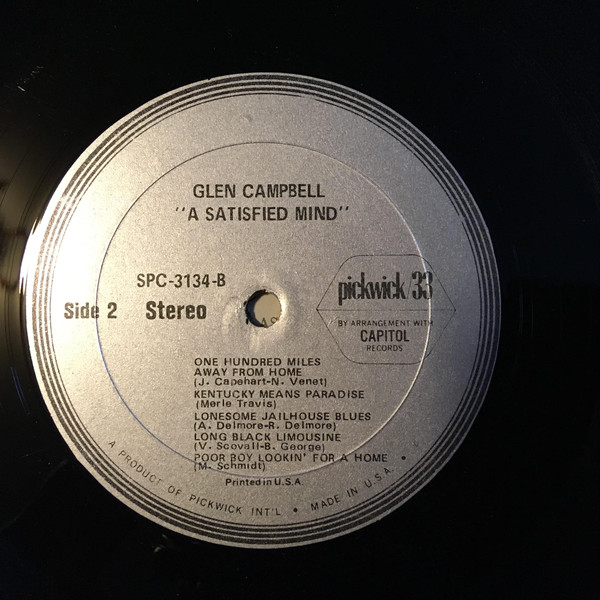 GLEN CAMPBELL
"A SATISFIED MIND"
SPC-3134-B
Side 2 Stereo
pickwick/33
BY ARRANGEMENT WITH
CAPITOL
RECORDS
ONE HUNDRED MILES
AWAY FROM HOME
(J. Capehart-N. Venet)
KENTUCKY MEANS PARADISE
(Merle Travis)
LONESOME JAILHOUSE BLUES
(A. Delmore-R. Delmore)
LONG BLACK LIMOUSINE
(V. Scovall-B. George)
POOR BOY LOOKIN' FOR A HOME
(M. Schmidt)
Printed in U.S.A.
A PRODUCT OF PICKWICK INT'L • MADE IN U.S.A. •